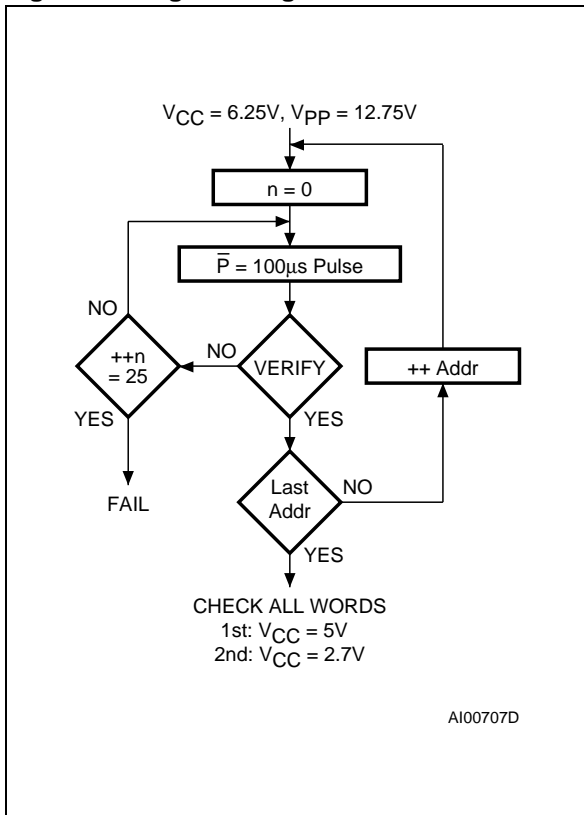 VCC = 6.25V, VPP = 12.75V
n = 0
P̅ = 100μs Pulse
NO
++n
= 25
NO
VERIFY
++ Addr
YES
YES
FAIL
Last
Addr
NO
YES
CHECK ALL WORDS
1st: VCC = 5V
2nd: VCC = 2.7V
AI00707D